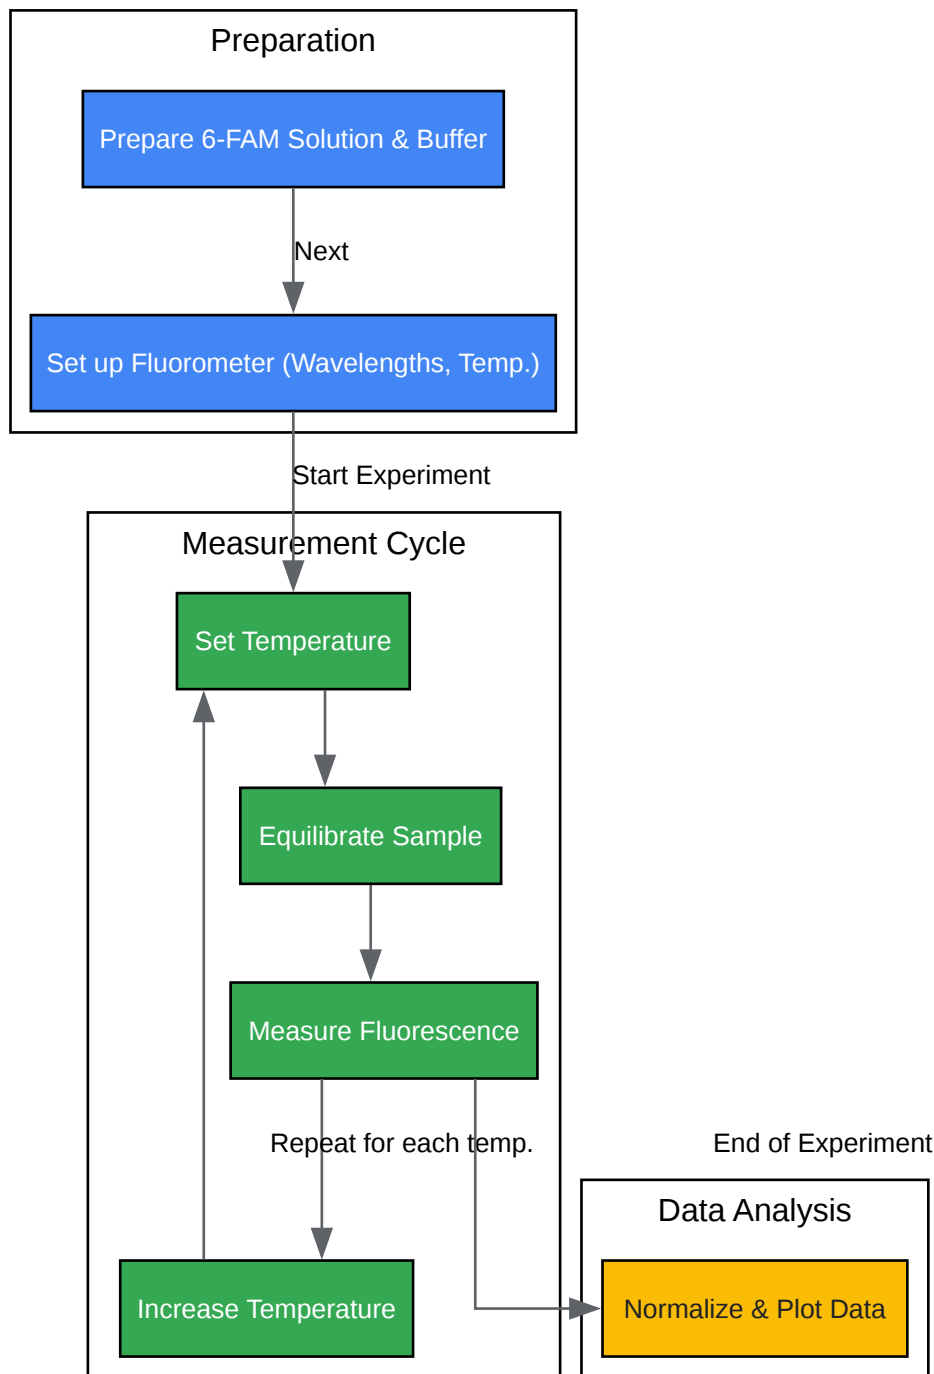 Preparation
Prepare 6-FAM Solution & Buffer
Next
Set up Fluorometer (Wavelengths, Temp.)
Start Experiment
Measurement Cycle
Set Temperature
Equilibrate Sample
Measure Fluorescence
Repeat for each temp.
End of Experiment
Data Analysis
Increase Temperature
Normalize & Plot Data